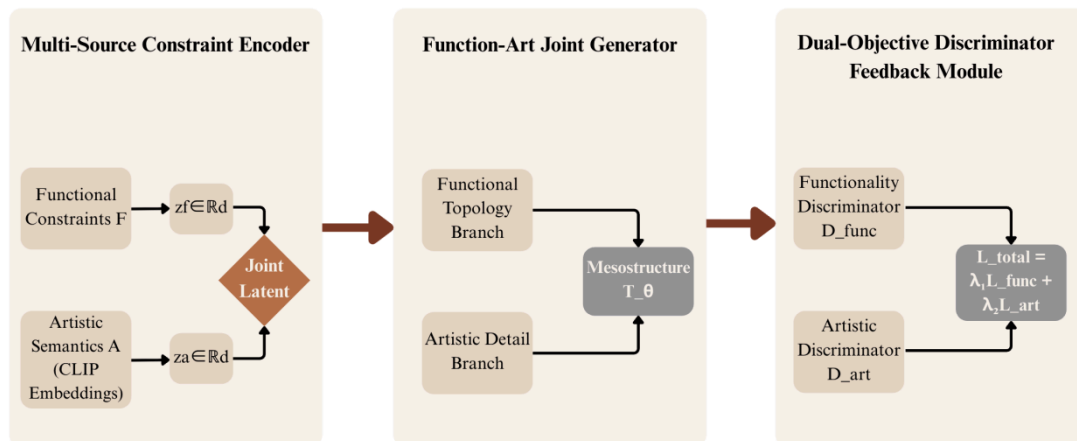 Multi-Source Constraint Encoder
Functional
Constraints F
zf∈ℝd
Joint
Latent
Artistic
Semantics A
(CLIP
Embeddings)
za∈ℝd
Function-Art Joint Generator
Functional
Topology
Branch
Mesostructure
T_θ
Artistic Detail
Branch
Dual-Objective Discriminator
Feedback Module
Functionality
Discriminator
D_func
L_total =
λ₁L_func +
λ₂L_art
Artistic
Discriminator
D_art